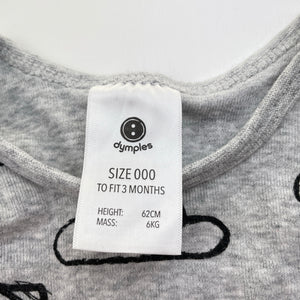 dymples
SIZE 000
TO FIT 3 MONTHS
HEIGHT: 62CM
MASS: 6KG